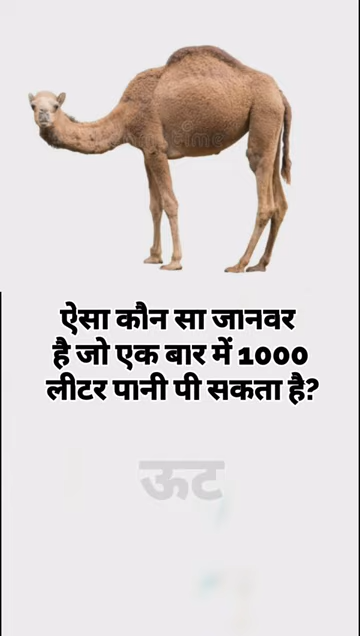 ऐसा कौन सा जानवर
है जो एक बार में 1000
लीटर पानी पी सकता है?
ऊट